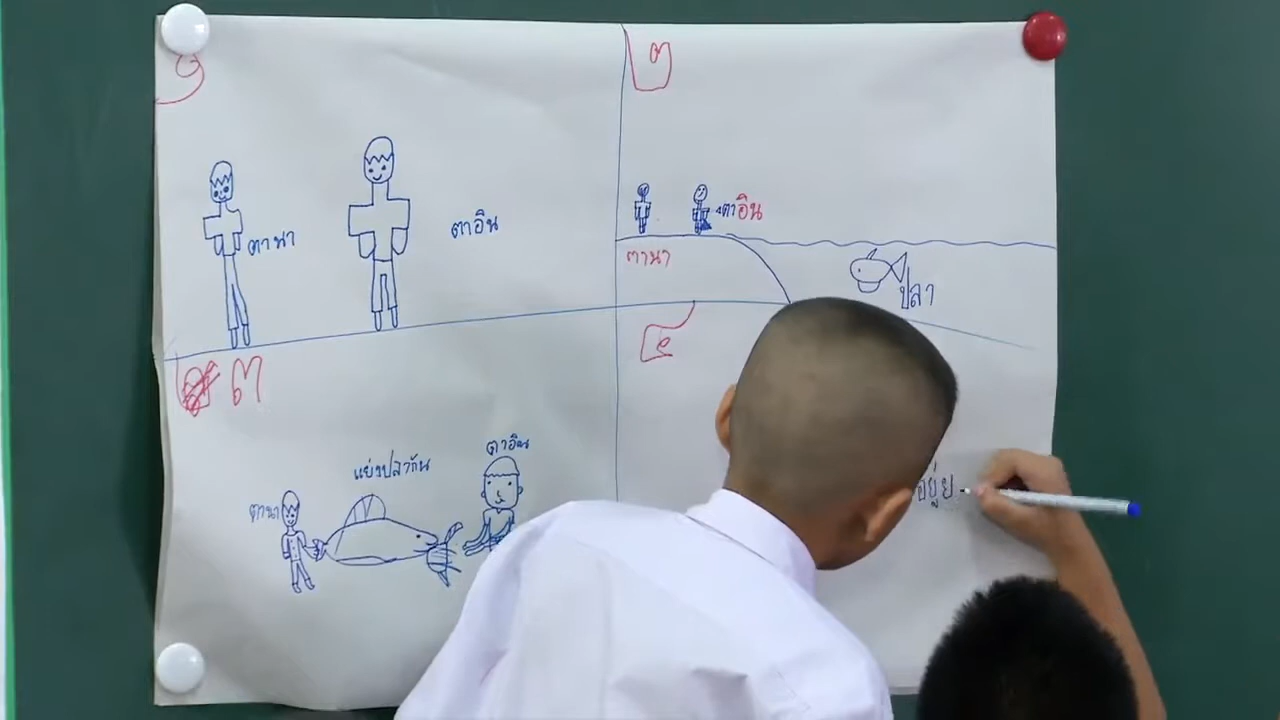 ๑
ตานา
ตาอิน
๒
ตาอิน
ตานา
ปลา
๓
ตาอิน
แย่งปลากัน
ตานา
๔
อยู่